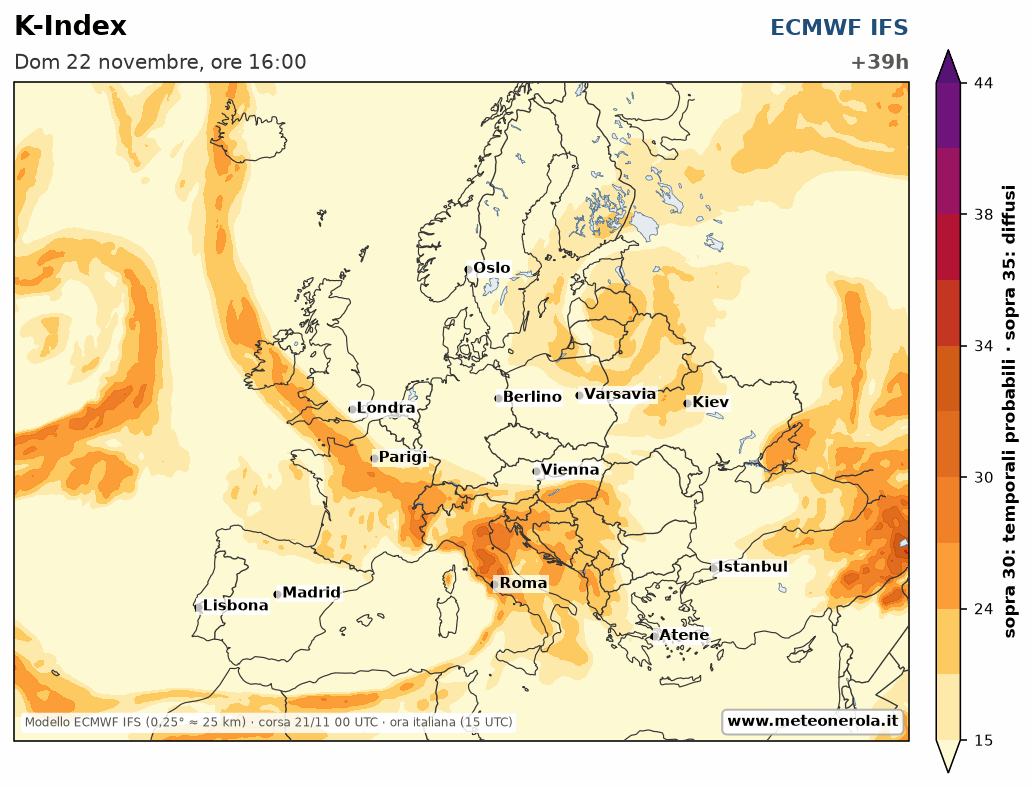 K-Index
ECMWF IFS
Dom 22 novembre, ore 16:00
+39h
44
38
34
30
24
15
sopra 30: temporali probabili · sopra 35: diffusi
Oslo
Berlino
Varsavia
Kiev
Londra
Parigi
Vienna
Istanbul
Roma
Madrid
Lisbona
Atene
Modello ECMWF IFS (0,25° ≈ 25 km) · corsa 21/11 00 UTC · ora italiana (15 UTC)
www.meteonerola.it